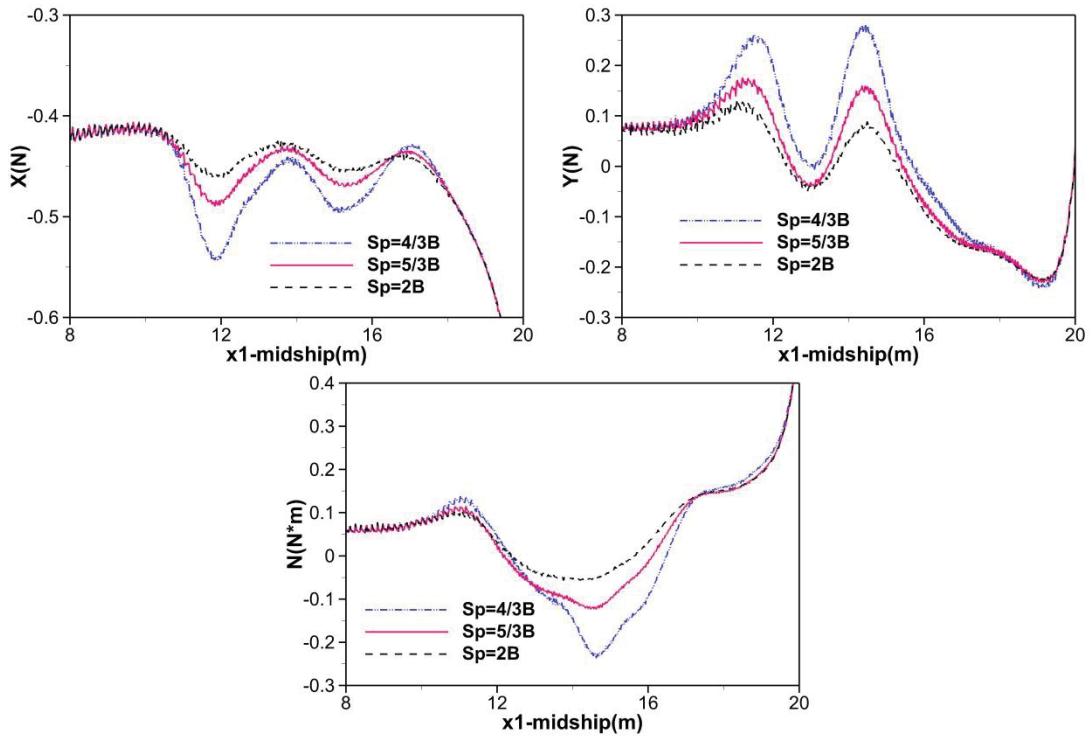 -0.3
-0.4
-0.5
-0.6
X(N)
8 12 16 20
x1-midship(m)
Sp=4/3B
Sp=5/3B
Sp=2B
0.3
0.2
0.1
0
-0.1
-0.2
-0.3
Y(N)
8 12 16 20
x1-midship(m)
Sp=4/3B
Sp=5/3B
Sp=2B
0.4
0.3
0.2
0.1
0
-0.1
-0.2
-0.3
N(N*m)
8 12 16 20
x1-midship(m)
Sp=4/3B
Sp=5/3B
Sp=2B